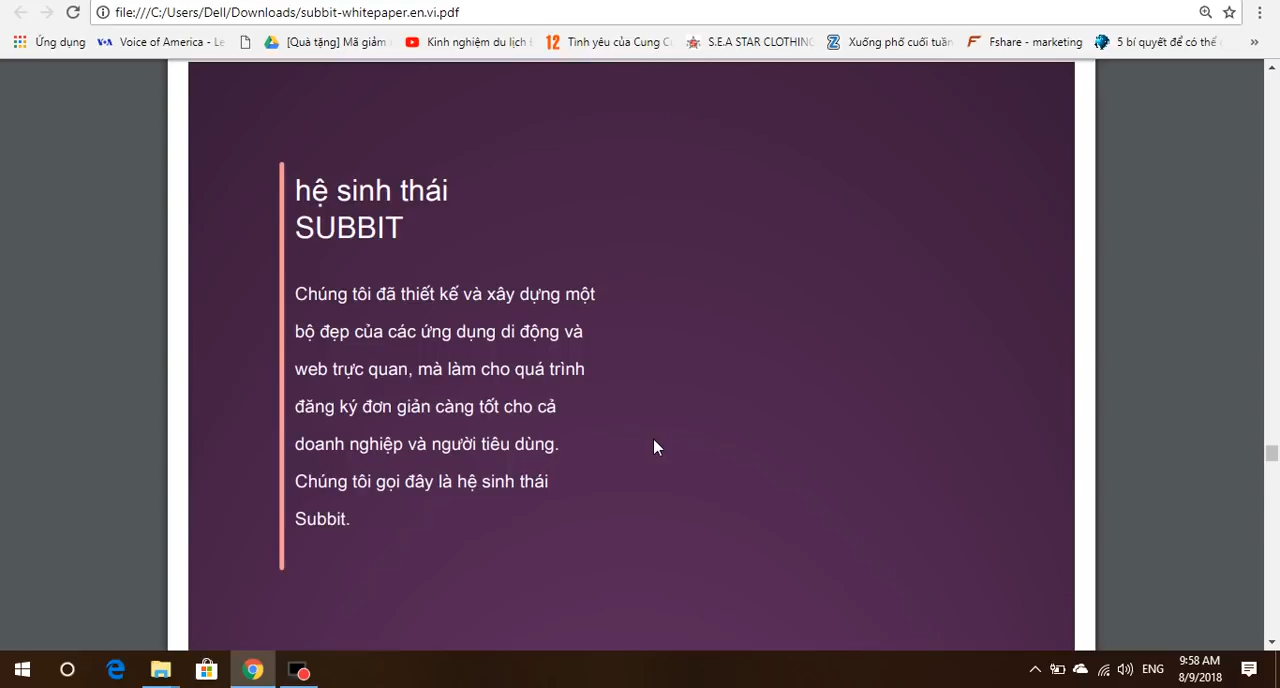 file:///C:/Users/Dell/Downloads/subbit-whitepaper.en.vi.pdf
Ứng dụng
Voice of America - Le
[Quà tặng] Mã giảm
Kinh nghiệm du lịch
Tình yêu của Cung C
S.E.A STAR CLOTHING
Xuống phố cuối tuần
Fshare - marketing
5 bí quyết để có thể
»
hệ sinh thái
SUBBIT
Chúng tôi đã thiết kế và xây dựng một
bộ đẹp của các ứng dụng di động và
web trực quan, mà làm cho quá trình
đăng ký đơn giản càng tốt cho cả
doanh nghiệp và người tiêu dùng.
Chúng tôi gọi đây là hệ sinh thái
Subbit.
ENG
9:58 AM
8/9/2018